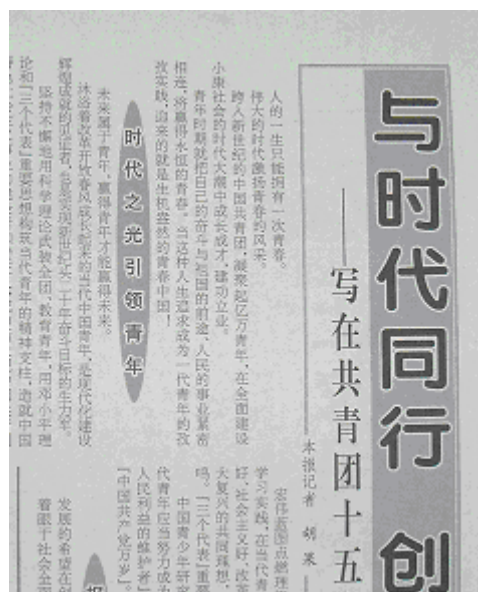 与时代同行 创
——写在共青团十五
本报记者 胡 果
人的一生只能拥有一次青春。
伟大的时代激扬青春的风采。
跨入新世纪的中国共青团，凝聚起亿万青年，在全面建设
小康社会的时代大潮中成长成才，建功立业。
青年时期就把自己的奋斗与祖国的前途、人民的事业紧密
相连，将赢得永恒的青春。当这种人生追求成为一代青年的孜
孜实践，迎来的就是生机盎然的青春中国！
时代之光引领青年
未来属于青年，赢得青年才能赢得未来。
沐浴着改革开放春风成长起来的当代中国青年，是现代化建设
辉煌成就的见证者，也是实现新世纪头二十年奋斗目标的生力军。
坚持不懈地用科学理论武装全团、教育青年，用邓小平理
论和“三个代表”重要思想构筑当代青年的精神支柱，造就中国
宏伟蓝图点燃理
学习实践，在当代青
好、社会主义好、改革
大复兴的共同理想，
吗。“三个代表”重要
中国青少年研究
代青年应当努力成为
人民利益的维护者”
“中国共产党万岁”。
发展的希望在创
着眼于社会全面